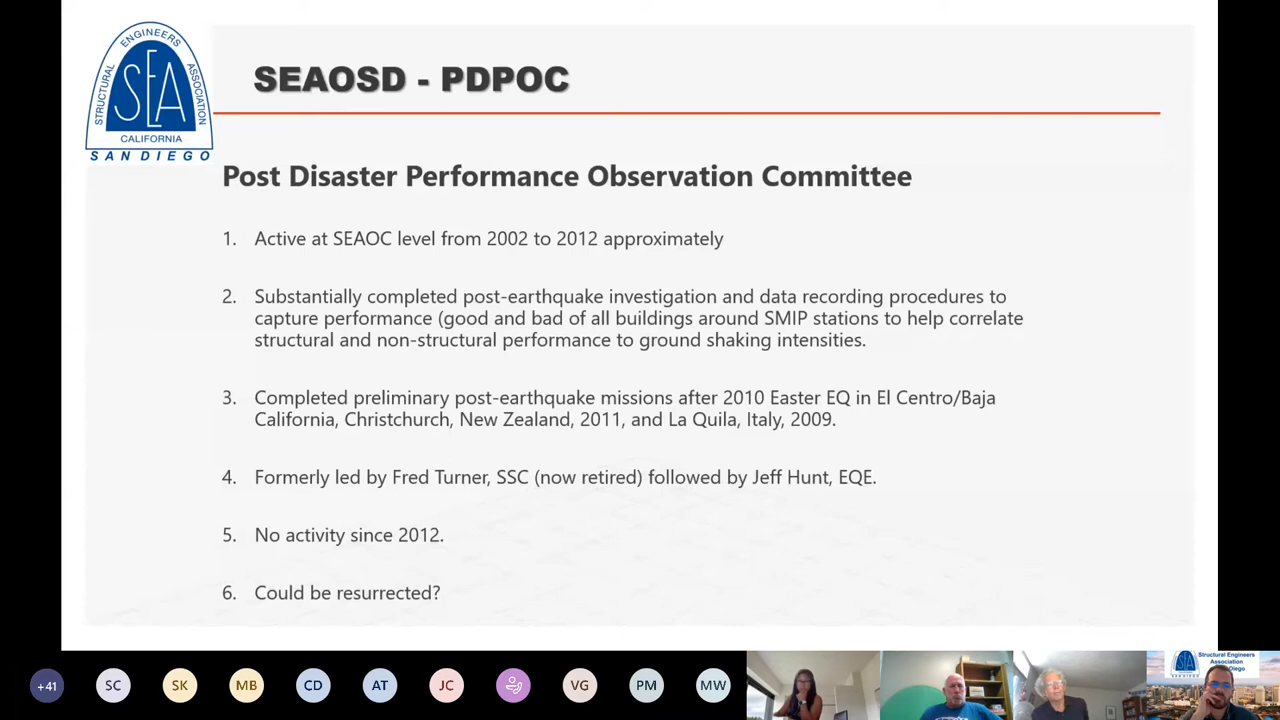 STRUCTURAL ENGINEERS ASSOCIATION
SEA
CALIFORNIA
SAN DIEGO
SEAOSD - PDPOC
Post Disaster Performance Observation Committee
1. Active at SEAOC level from 2002 to 2012 approximately
2. Substantially completed post-earthquake investigation and data recording procedures to
capture performance (good and bad of all buildings around SMIP stations to help correlate
structural and non-structural performance to ground shaking intensities.
3. Completed preliminary post-earthquake missions after 2010 Easter EQ in El Centro/Baja
California, Christchurch, New Zealand, 2011, and La Quila, Italy, 2009.
4. Formerly led by Fred Turner, SSC (now retired) followed by Jeff Hunt, EQE.
5. No activity since 2012.
6. Could be resurrected?
+41
SC
SK
MB
CD
AT
JC
VG
PM
MW
Structural Engineers
Association
SAN DIEGO